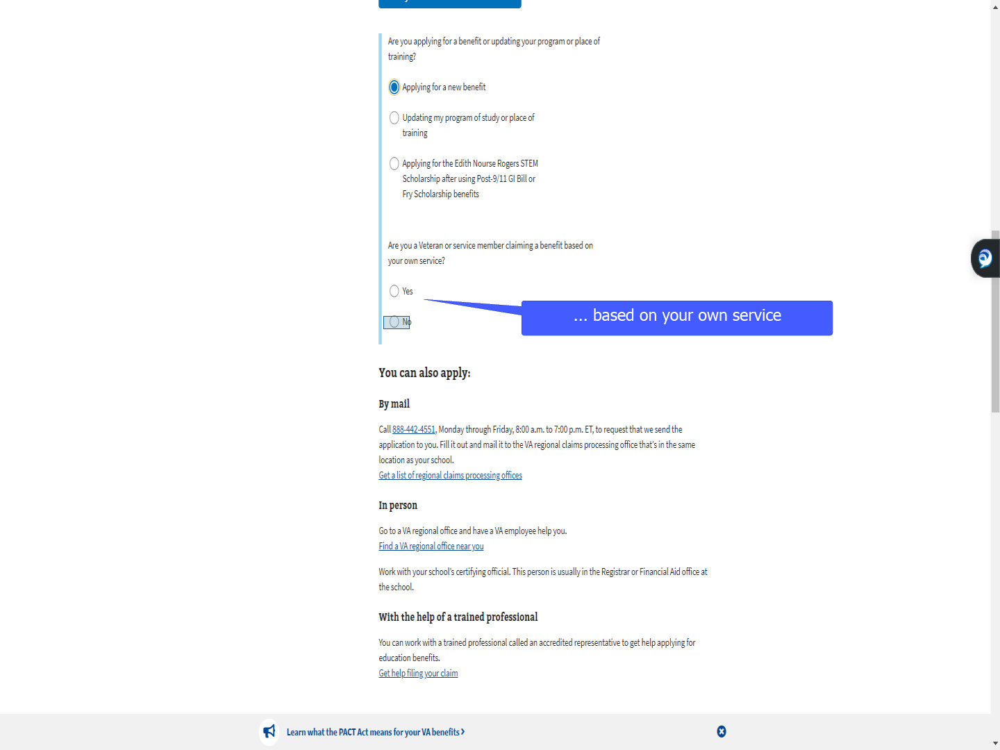 Are you applying for a benefit or updating your program or place of
training?
Applying for a new benefit
Updating my program of study or place of
training
Applying for the Edith Nourse Rogers STEM
Scholarship after using Post-9/11 GI Bill or
Fry Scholarship benefits
Are you a Veteran or service member claiming a benefit based on
your own service?
Yes
... based on your own service
No
You can also apply:
By mail
Call 888-442-4551, Monday through Friday, 8:00 a.m. to 7:00 p.m. ET, to request that we send the
application to you. Fill it out and mail it to the VA regional claims processing office that's in the same
location as your school.
Get a list of regional claims processing offices
In person
Go to a VA regional office and have a VA employee help you.
Find a VA regional office near you
Work with your school's certifying official. This person is usually in the Registrar or Financial Aid office at
the school.
With the help of a trained professional
You can work with a trained professional called an accredited representative to get help applying for
education benefits.
Get help filing your claim
Learn what the PACT Act means for your VA benefits